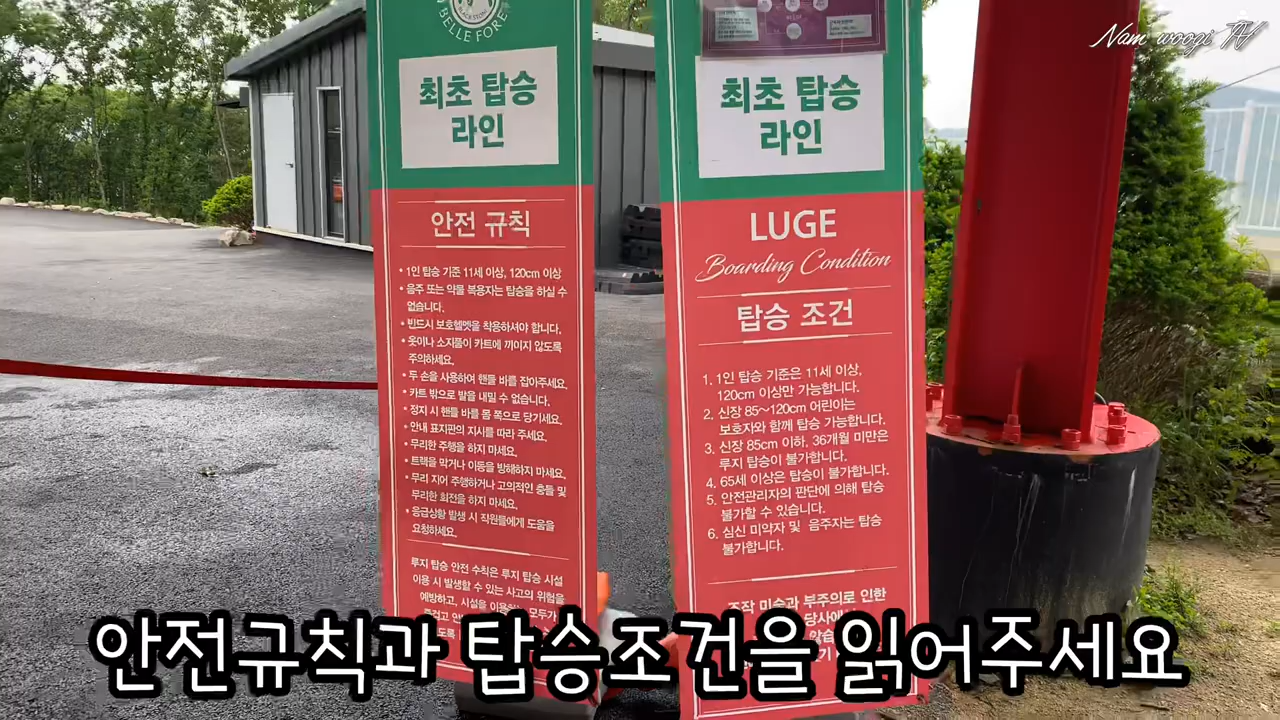 BELLE FORE
최초 탑승
라인
안전 규칙
• 1인 탑승 기준 11세 이상, 120cm 이상
• 음주 또는 약물 복용자는 탑승을 하실 수
없습니다.
• 반드시 보호헬멧을 착용하셔야 합니다.
• 옷이나 소지품이 카트에 끼이지 않도록
주의하세요.
• 두 손을 사용하여 핸들 바를 잡아주세요.
• 카트 밖으로 발을 내밀 수 없습니다.
• 정지 시 핸들 바를 몸 쪽으로 당기세요.
• 안내 표지판의 지시를 따라 주세요.
• 무리한 주행을 하지 마세요.
• 트랙을 막거나 이동을 방해하지 마세요.
• 무리 지어 주행하거나 고의적인 충돌 및
무리한 회전을 하지 마세요.
• 응급상황 발생 시 직원들에게 도움을
요청하세요.
루지 탑승 안전 수칙은 루지 탑승 시설
이용 시 발생할 수 있는 사고의 위험을
예방하고, 시설을 이용하는 모두가
최초 탑승
라인
LUGE
Boarding Condition
탑승 조건
1. 1인 탑승 기준은 11세 이상,
120cm 이상만 가능합니다.
2. 신장 85~120cm 어린이는
보호자와 함께 탑승 가능합니다.
3. 신장 85cm 이하, 36개월 미만은
루지 탑승이 불가합니다.
4. 65세 이상은 탑승이 불가합니다.
5. 안전관리자의 판단에 의해 탑승
불가할 수 있습니다.
6. 심신 미약자 및 음주자는 탑승
불가합니다.
조작 미숙과 부주의로 인한
당사에서
Nam woogi TV
안전규칙과 탑승조건을 읽어주세요